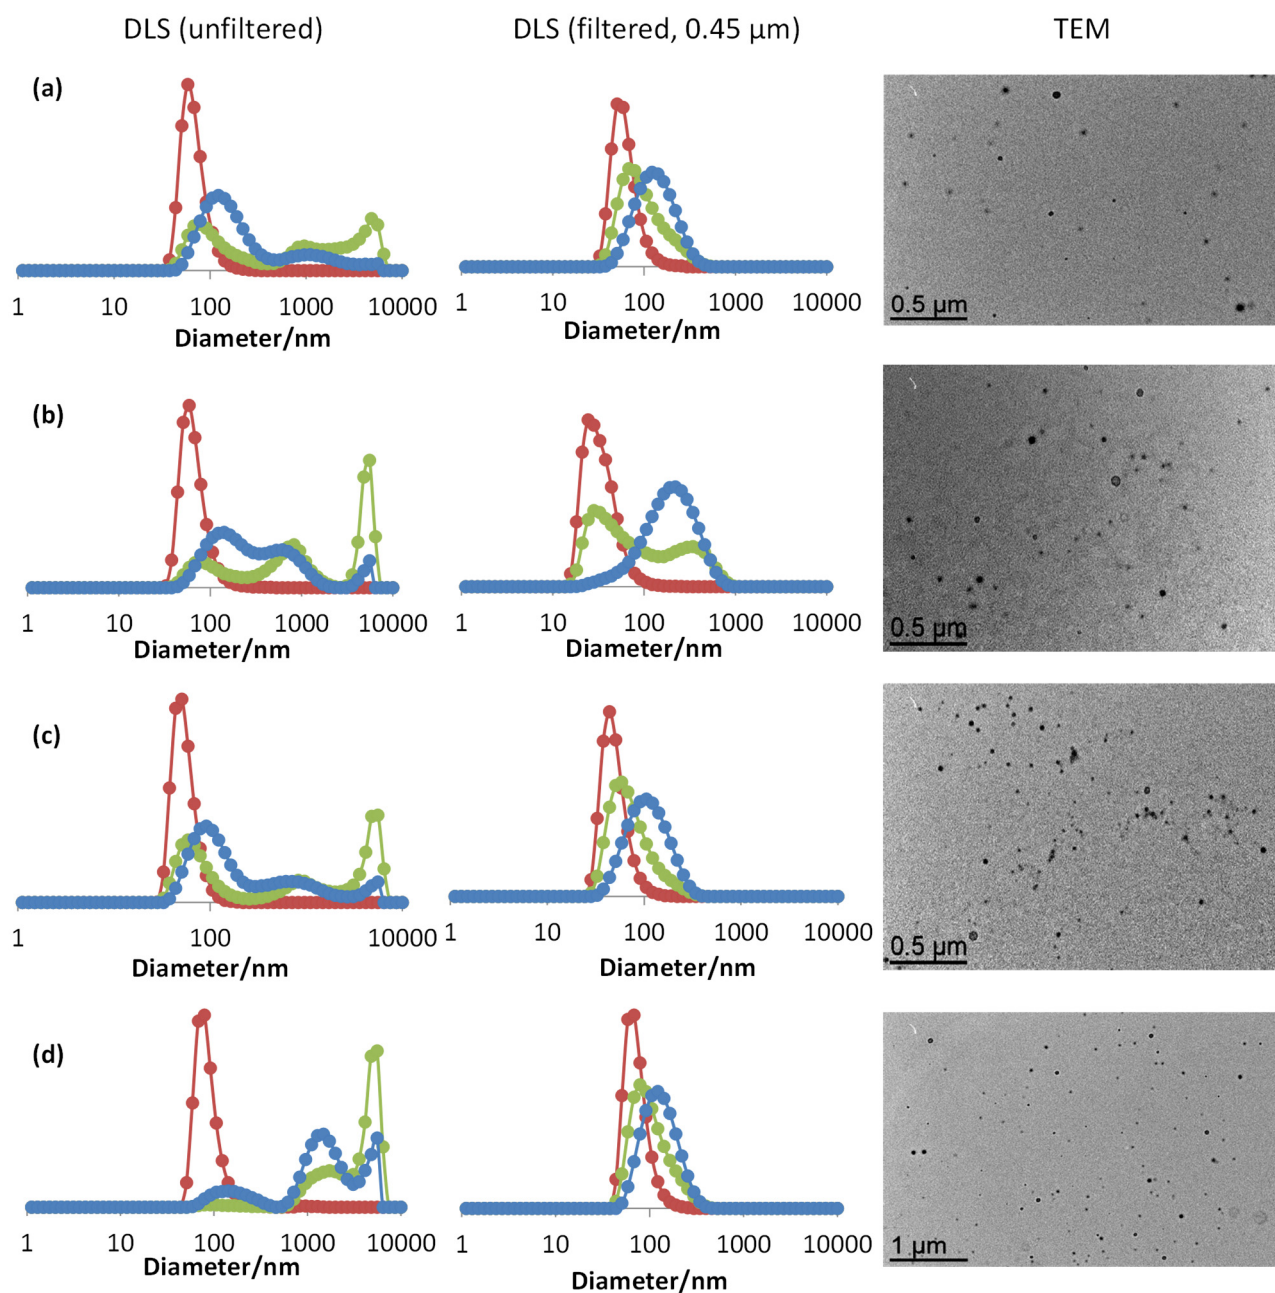 DLS (unfiltered) DLS (filtered, 0.45 µm) TEM
(a)
1 10 100 1000 10000 1 10 100 1000 10000
Diameter/nm Diameter/nm
0.5 µm
(b)
1 10 100 1000 10000 1 10 100 1000 10000
Diameter/nm Diameter/nm
0.5 µm
(c)
1 100 10000 1 10 100 1000 10000
Diameter/nm Diameter/nm
0.5 µm
(d)
1 10 100 1000 10000 1 10 100 1000 10000
Diameter/nm Diameter/nm
1 µm